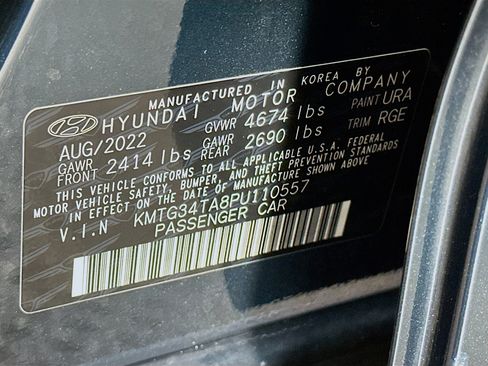 MANUFACTURED IN KOREA BY
HYUNDAI MOTOR COMPANY
AUG/2022 GVWR 4674 lbs PAINT URA
GAWR FRONT 2414 lbs GAWR REAR 2690 lbs TRIM RGE
THIS VEHICLE CONFORMS TO ALL APPLICABLE U.S.A. FEDERAL
MOTOR VEHICLE SAFETY, BUMPER, AND THEFT PREVENTION STANDARDS
IN EFFECT ON THE DATE OF MANUFACTURE SHOWN ABOVE.
V.I.N KMTG34TA8PU110557
PASSENGER CAR